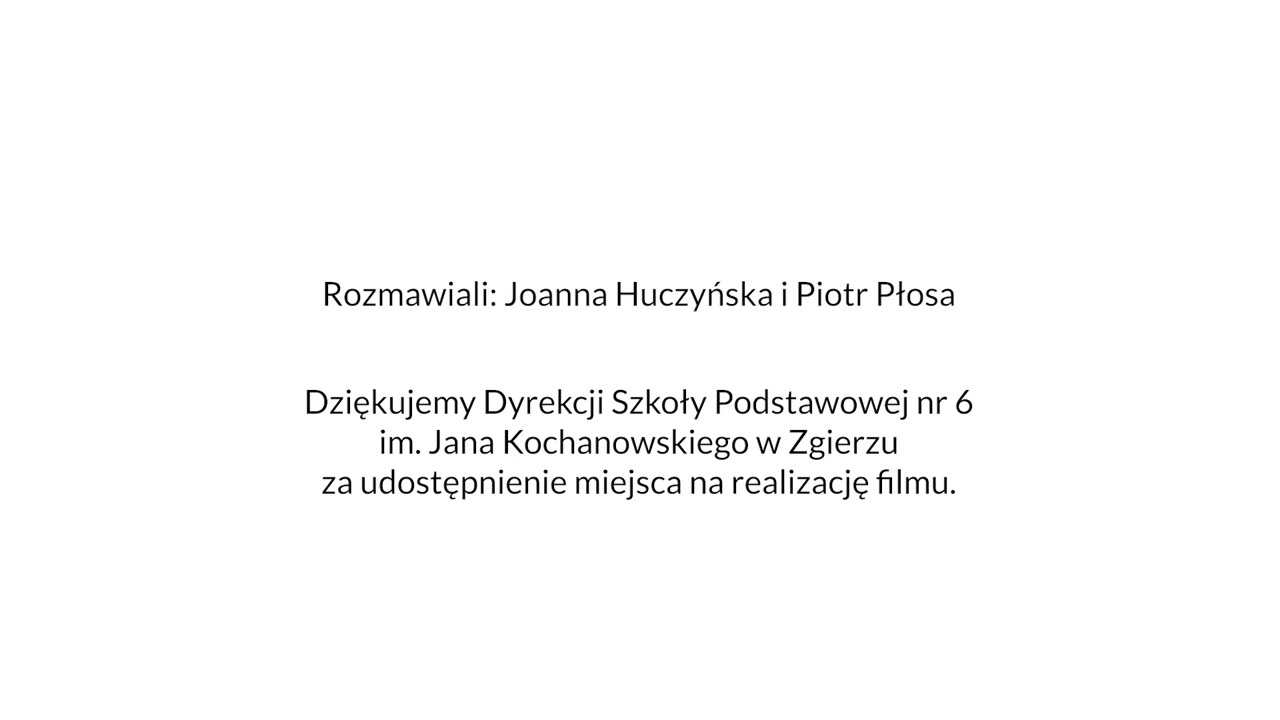 Rozmawiali: Joanna Huczyńska i Piotr Płosa
Dziękujemy Dyrekcji Szkoły Podstawowej nr 6
im. Jana Kochanowskiego w Zgierzu
za udostępnienie miejsca na realizację filmu.